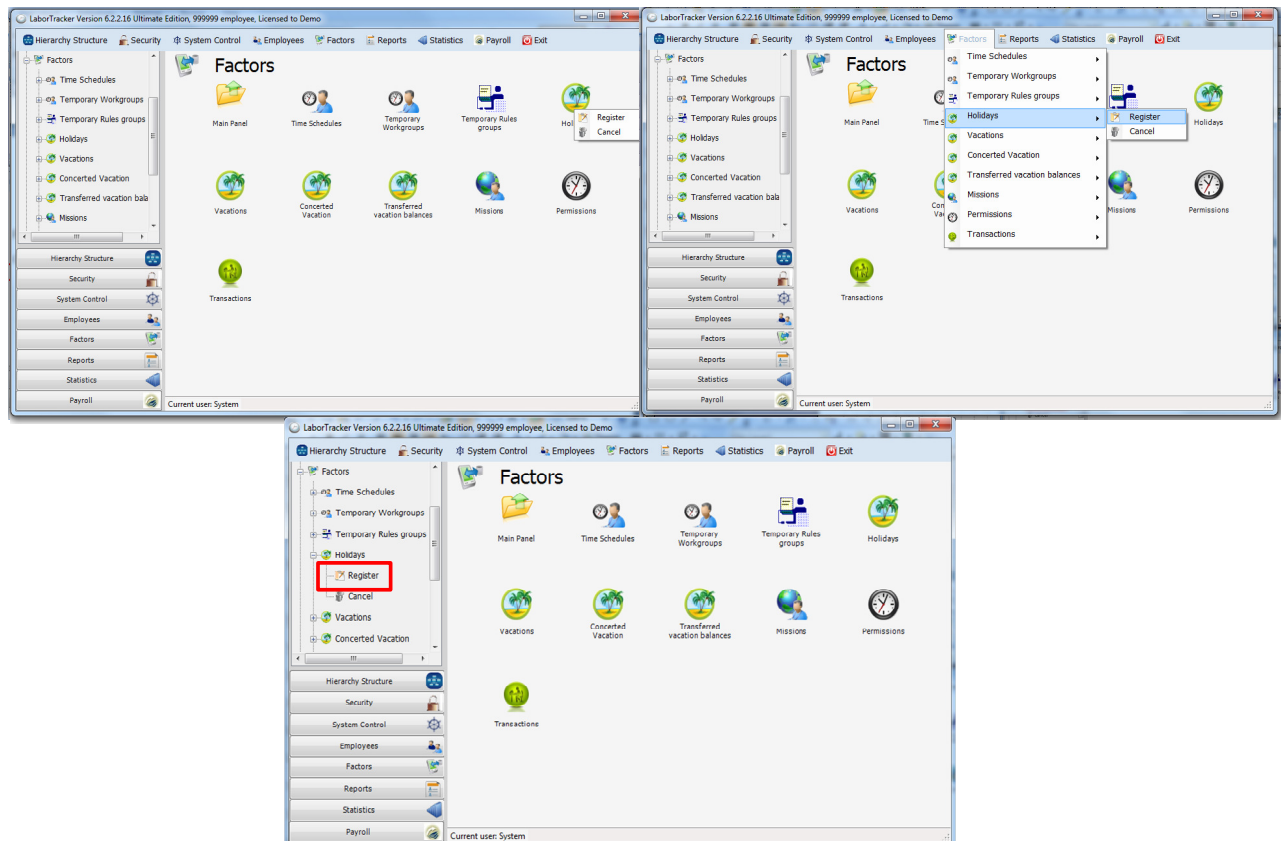 LaborTracker Version 6.2.2.16 Ultimate Edition, 999999 employee, Licensed to Demo
Hierarchy Structure Security System Control Employees Factors Reports Statistics Payroll Exit
Factors
Time Schedules
Temporary Workgroups
Temporary Rules groups
Holidays
Vacations
Concerted Vacation
Transferred vacation bala
Missions
Hierarchy Structure
Security
System Control
Employees
Factors
Reports
Statistics
Payroll
Factors
Main Panel
Time Schedules
Temporary
Workgroups
Temporary Rules
groups
Register
Cancel
Vacations
Concerted
Vacation
Transferred
vacation balances
Missions
Permissions
Transactions
Current user: System
LaborTracker Version 6.2.2.16 Ultimate Edition, 999999 employee, Licensed to Demo
Hierarchy Structure Security System Control Employees Factors Reports Statistics Payroll Exit
Factors
Time Schedules
Temporary Workgroups
Temporary Rules groups
Holidays
Vacations
Concerted Vacation
Transferred vacation bala
Missions
Hierarchy Structure
Security
System Control
Employees
Factors
Reports
Statistics
Payroll
Factors
Main Panel
Time Schedules
Temporary Workgroups
Temporary Rules groups
Holidays
Vacations
Concerted Vacation
Transferred vacation balances
Missions
Permissions
Transactions
Register
Cancel
Holidays
Vacations
Missions
Permissions
Transactions
Current user: System
LaborTracker Version 6.2.2.16 Ultimate Edition, 999999 employee, Licensed to Demo
Hierarchy Structure Security System Control Employees Factors Reports Statistics Payroll Exit
Factors
Time Schedules
Temporary Workgroups
Temporary Rules groups
Holidays
Register
Cancel
Vacations
Concerted Vacation
Hierarchy Structure
Security
System Control
Employees
Factors
Reports
Statistics
Payroll
Factors
Main Panel
Time Schedules
Temporary
Workgroups
Temporary Rules
groups
Holidays
Vacations
Concerted
Vacation
Transferred
vacation balances
Missions
Permissions
Transactions
Current user: System